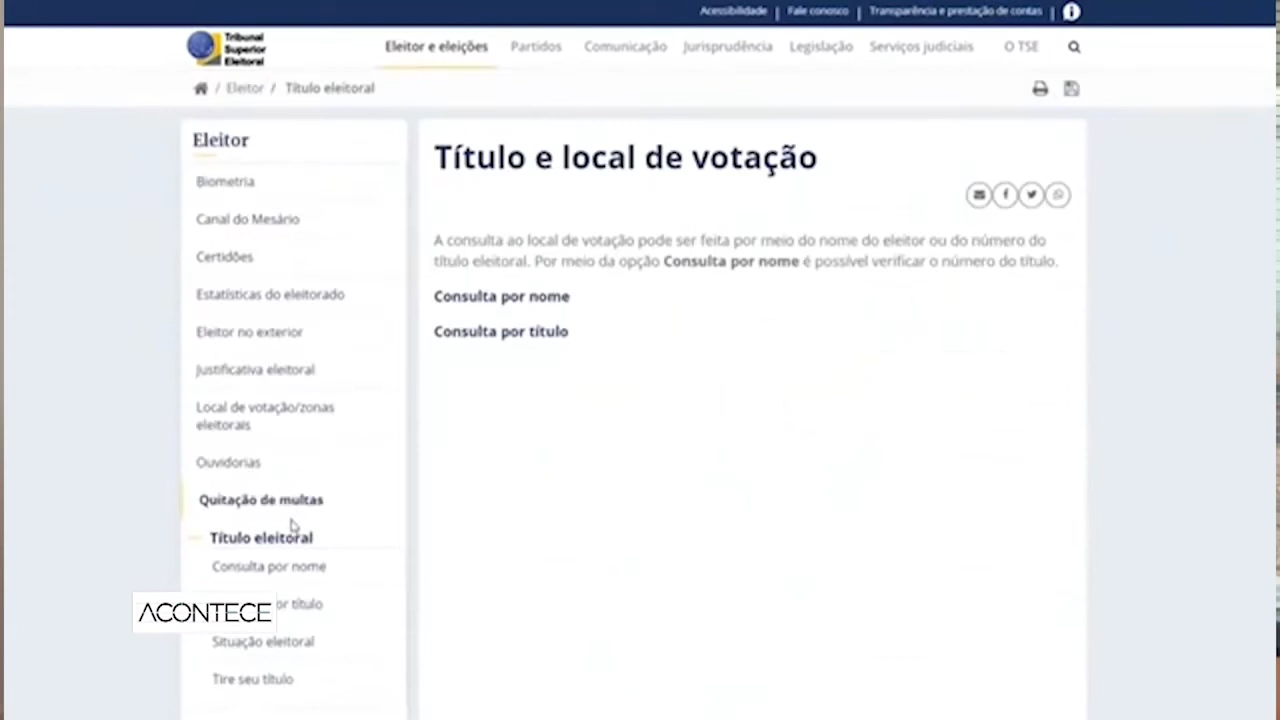 Acessibilidade | Fale conosco | Transparência e prestação de contas |
Tribunal
Superior
Eleitoral
Eleitor e eleições Partidos Comunicação Jurisprudência Legislação Serviços judiciais O TSE
/ Eleitor / Título eleitoral
Eleitor
Biometria
Canal do Mesário
Certidões
Estatísticas do eleitorado
Eleitor no exterior
Justificativa eleitoral
Local de votação/zonas
eleitorais
Ouvidorias
Quitação de multas
Título eleitoral
Consulta por nome
or título
Situação eleitoral
Tire seu título
Título e local de votação
A consulta ao local de votação pode ser feita por meio do nome do eleitor ou do número do
título eleitoral. Por meio da opção Consulta por nome é possível verificar o número do título.
Consulta por nome
Consulta por título
ACONTECE